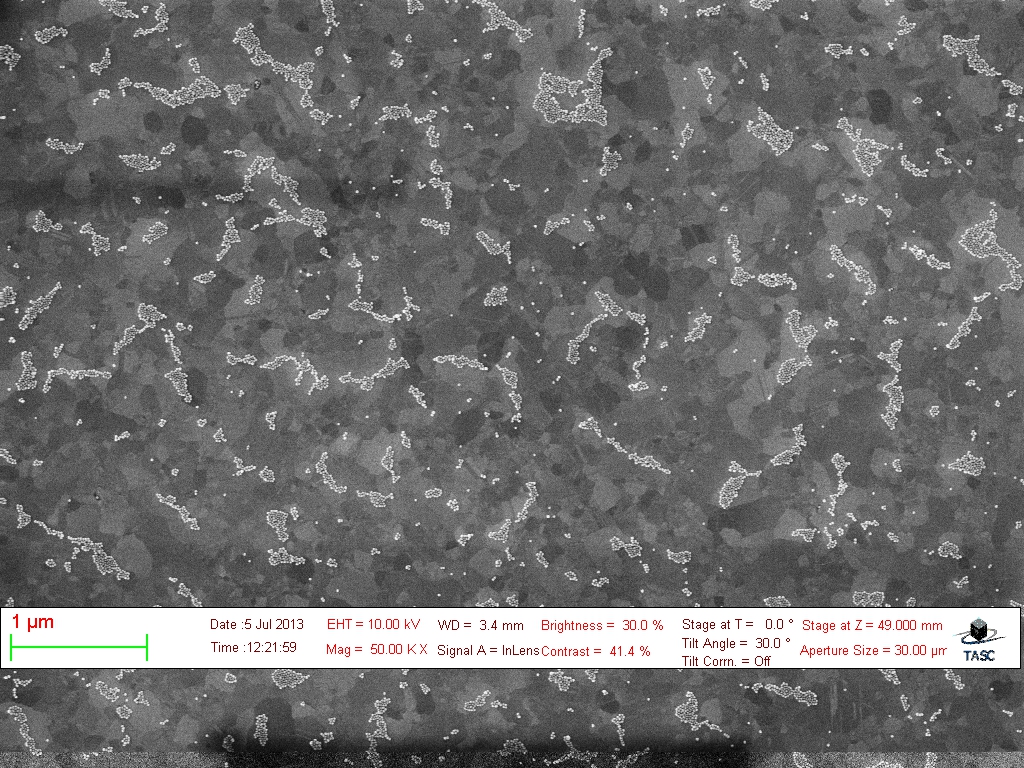 1 µm
Date :5 Jul 2013 EHT = 10.00 kV WD = 3.4 mm Brightness = 30.0 % Stage at T = 0.0 ° Stage at Z = 49.000 mm
Time :12:21:59 Mag = 50.00 K X Signal A = InLens Contrast = 41.4 % Tilt Angle = 30.0 ° Aperture Size = 30.00 µm
Tilt Corrn. = Off
TASC